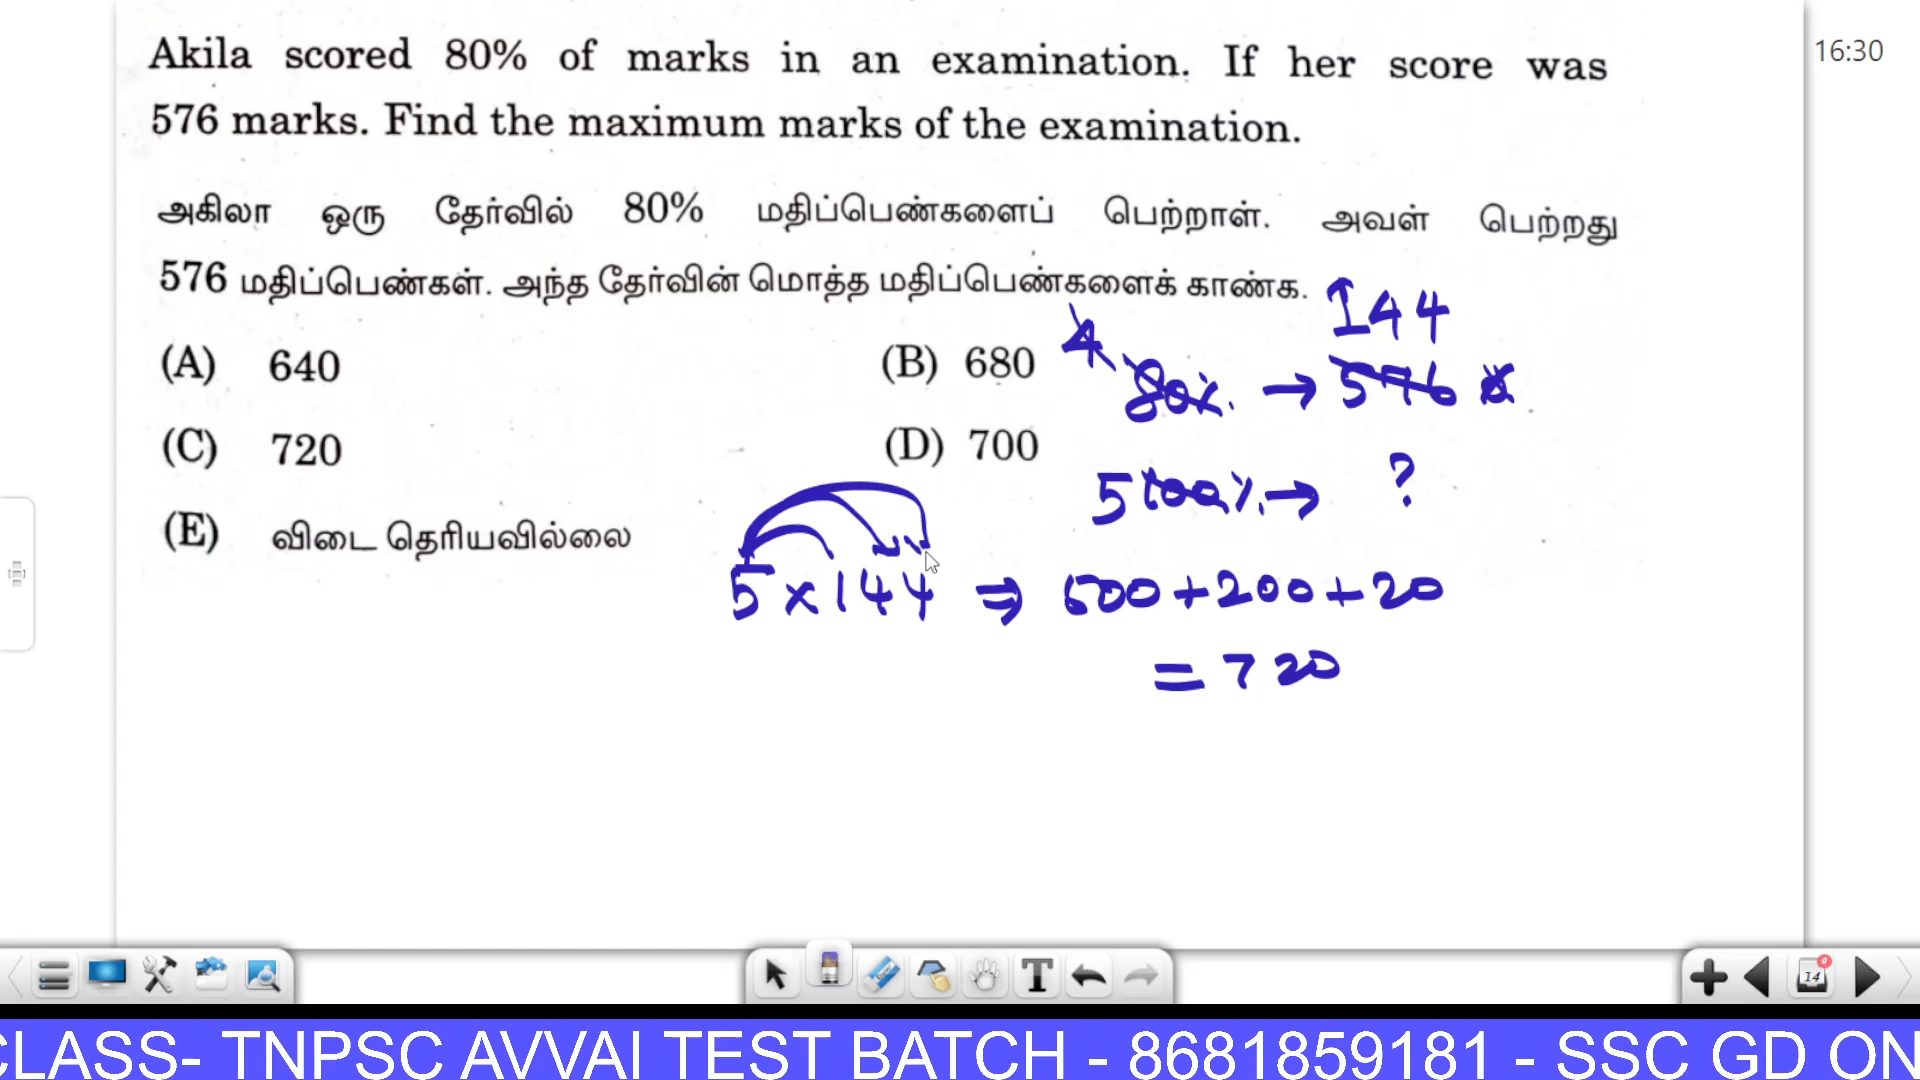 Akila scored 80% of marks in an examination. If her score was
576 marks. Find the maximum marks of the examination.
16:30
அகிலா ஒரு தேர்வில் 80% மதிப்பெண்களைப் பெற்றாள். அவள் பெற்றது
576 மதிப்பெண்கள். அந்த தேர்வின் மொத்த மதிப்பெண்களைக் காண்க.
(A) 640
(B) 680
(C) 720
(D) 700
(E) விடை தெரியவில்லை
144
4 80% → 576
5 100% → ?
5 × 144 ⇒ 500 + 200 + 20
= 720
T
14
0
CLASS- TNPSC AVVAI TEST BATCH - 8681859181 - SSC GD ON